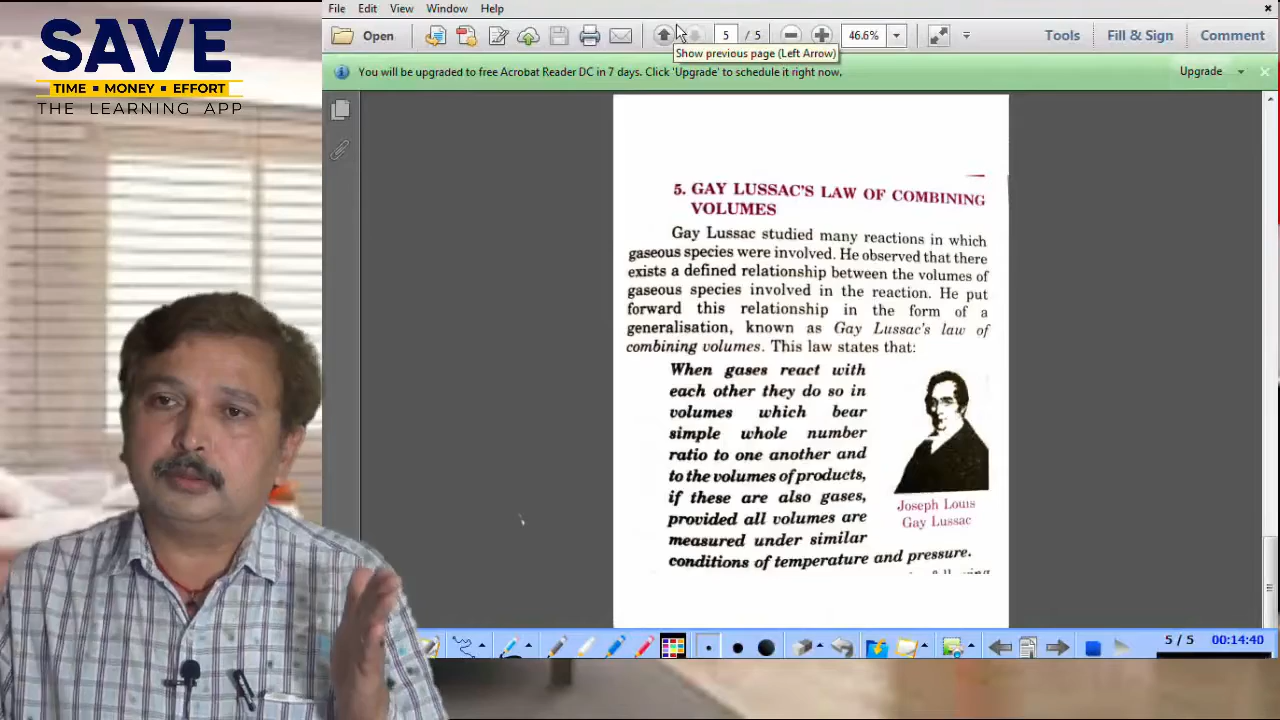 SAVE
TIME ▪ MONEY ▪ EFFORT
THE LEARNING APP
File Edit View Window Help
Open
5 / 5
46.6%
Tools
Fill & Sign
Comment
Show previous page (Left Arrow)
You will be upgraded to free Acrobat Reader DC in 7 days. Click 'Upgrade' to schedule it right now,
Upgrade
5. GAY LUSSAC'S LAW OF COMBINING
VOLUMES
Gay Lussac studied many reactions in which
gaseous species were involved. He observed that there
exists a defined relationship between the volumes of
gaseous species involved in the reaction. He put
forward this relationship in the form of a
generalisation, known as Gay Lussac's law of
combining volumes. This law states that:
When gases react with
each other they do so in
volumes which bear
simple whole number
ratio to one another and
to the volumes of products,
if these are also gases,
provided all volumes are
measured under similar
conditions of temperature and pressure.
Joseph Louis
Gay Lussac
5 / 5
00:14:40